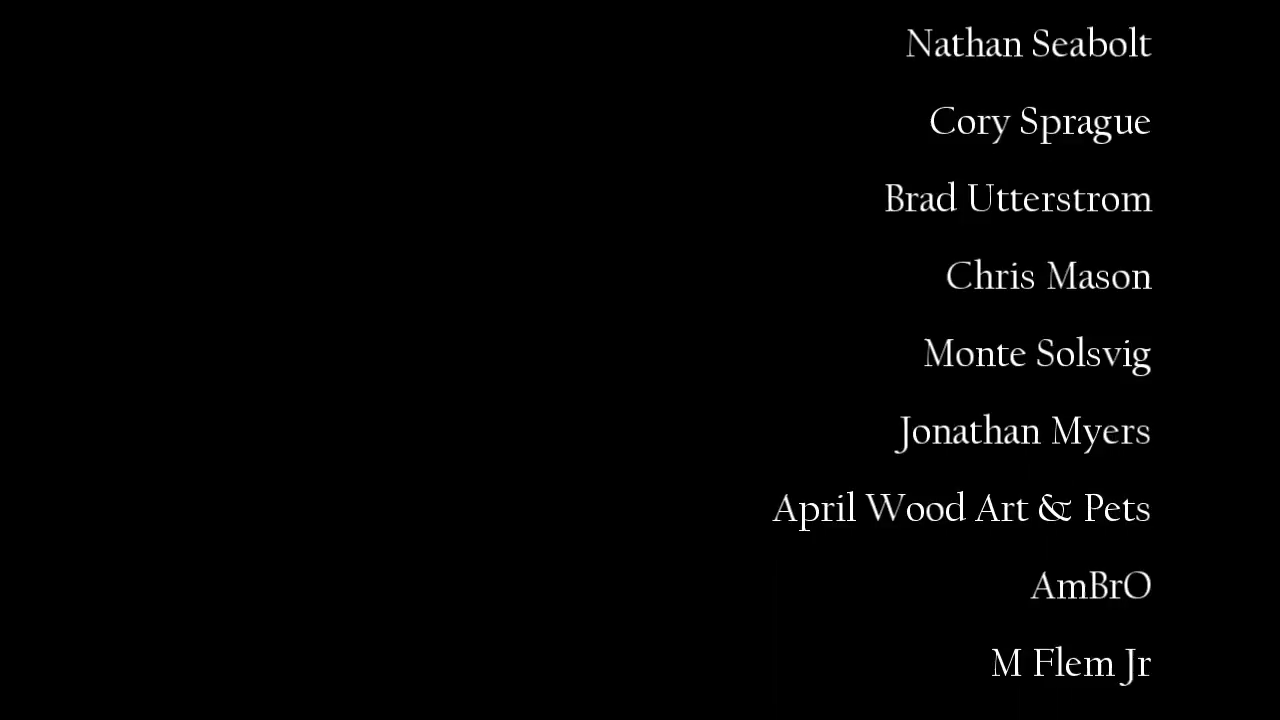 Nathan Seabolt
Cory Sprague
Brad Utterstrom
Chris Mason
Monte Solsvig
Jonathan Myers
April Wood Art & Pets
AmBrO
M Flem Jr